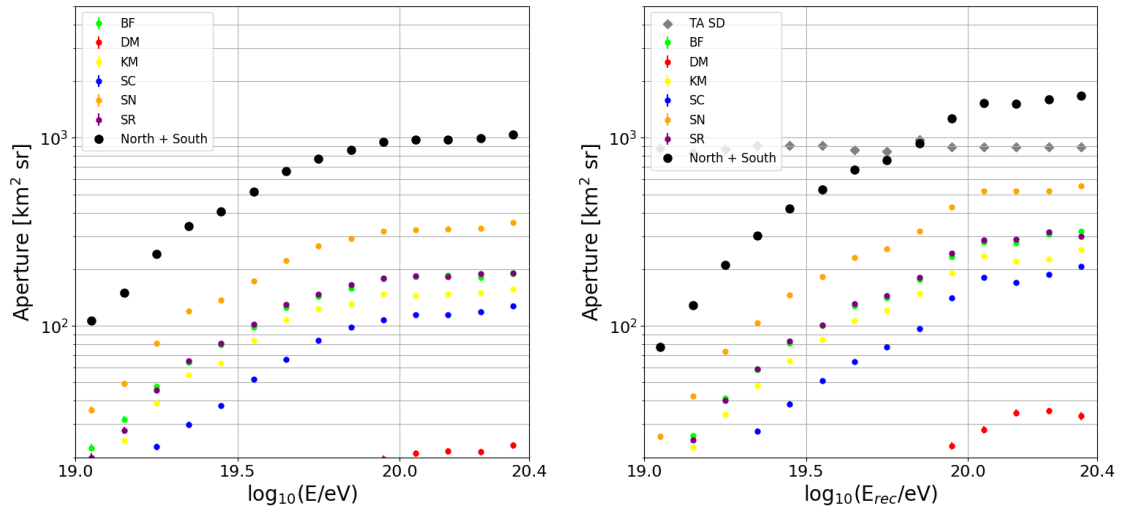 BF
DM
KM
SC
SN
SR
North + South
Aperture [km² sr]
10³
10²
19.0
19.5
20.0
20.4
log₁₀(E/eV)
TA SD
BF
DM
KM
SC
SN
SR
North + South
Aperture [km² sr]
10³
10²
19.0
19.5
20.0
20.4
log₁₀(E_rec/eV)